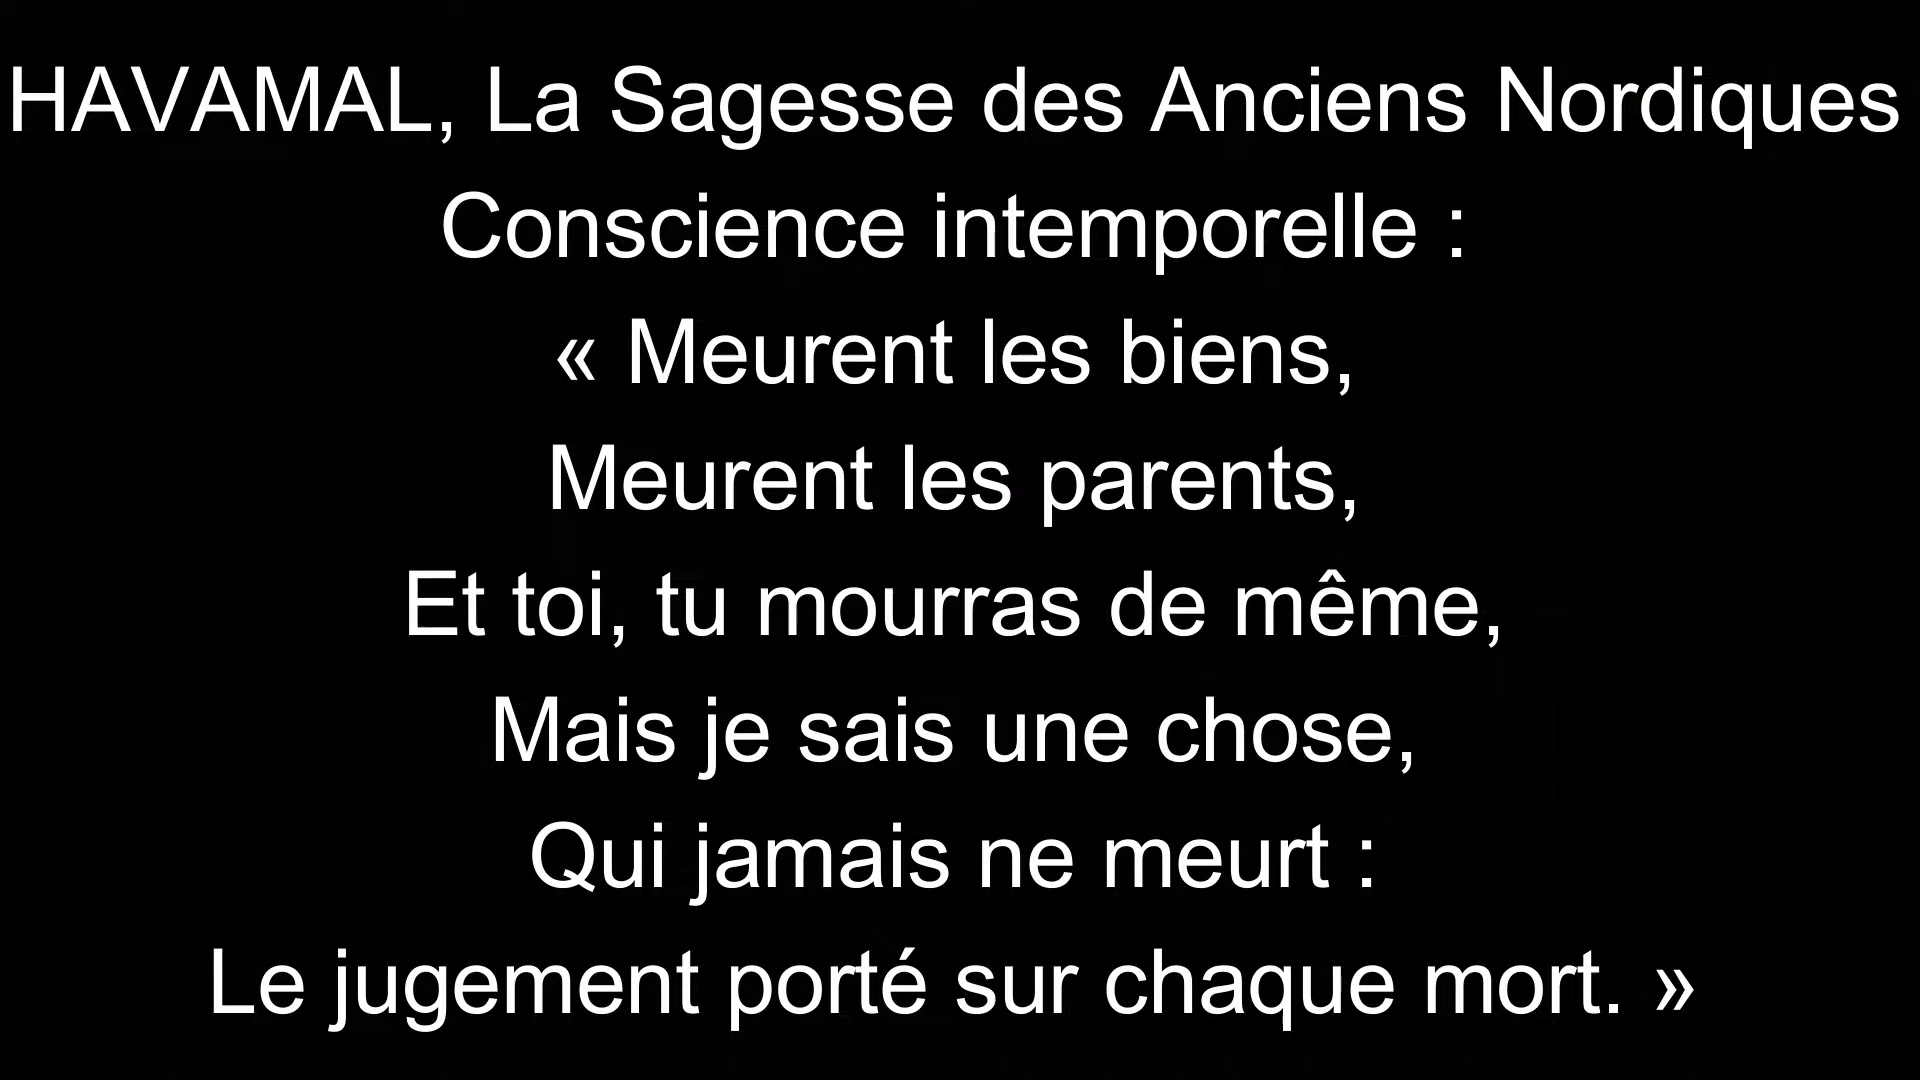 HAVAMAL, La Sagesse des Anciens Nordiques
Conscience intemporelle :
« Meurent les biens,
Meurent les parents,
Et toi, tu mourras de même,
Mais je sais une chose,
Qui jamais ne meurt :
Le jugement porté sur chaque mort. »